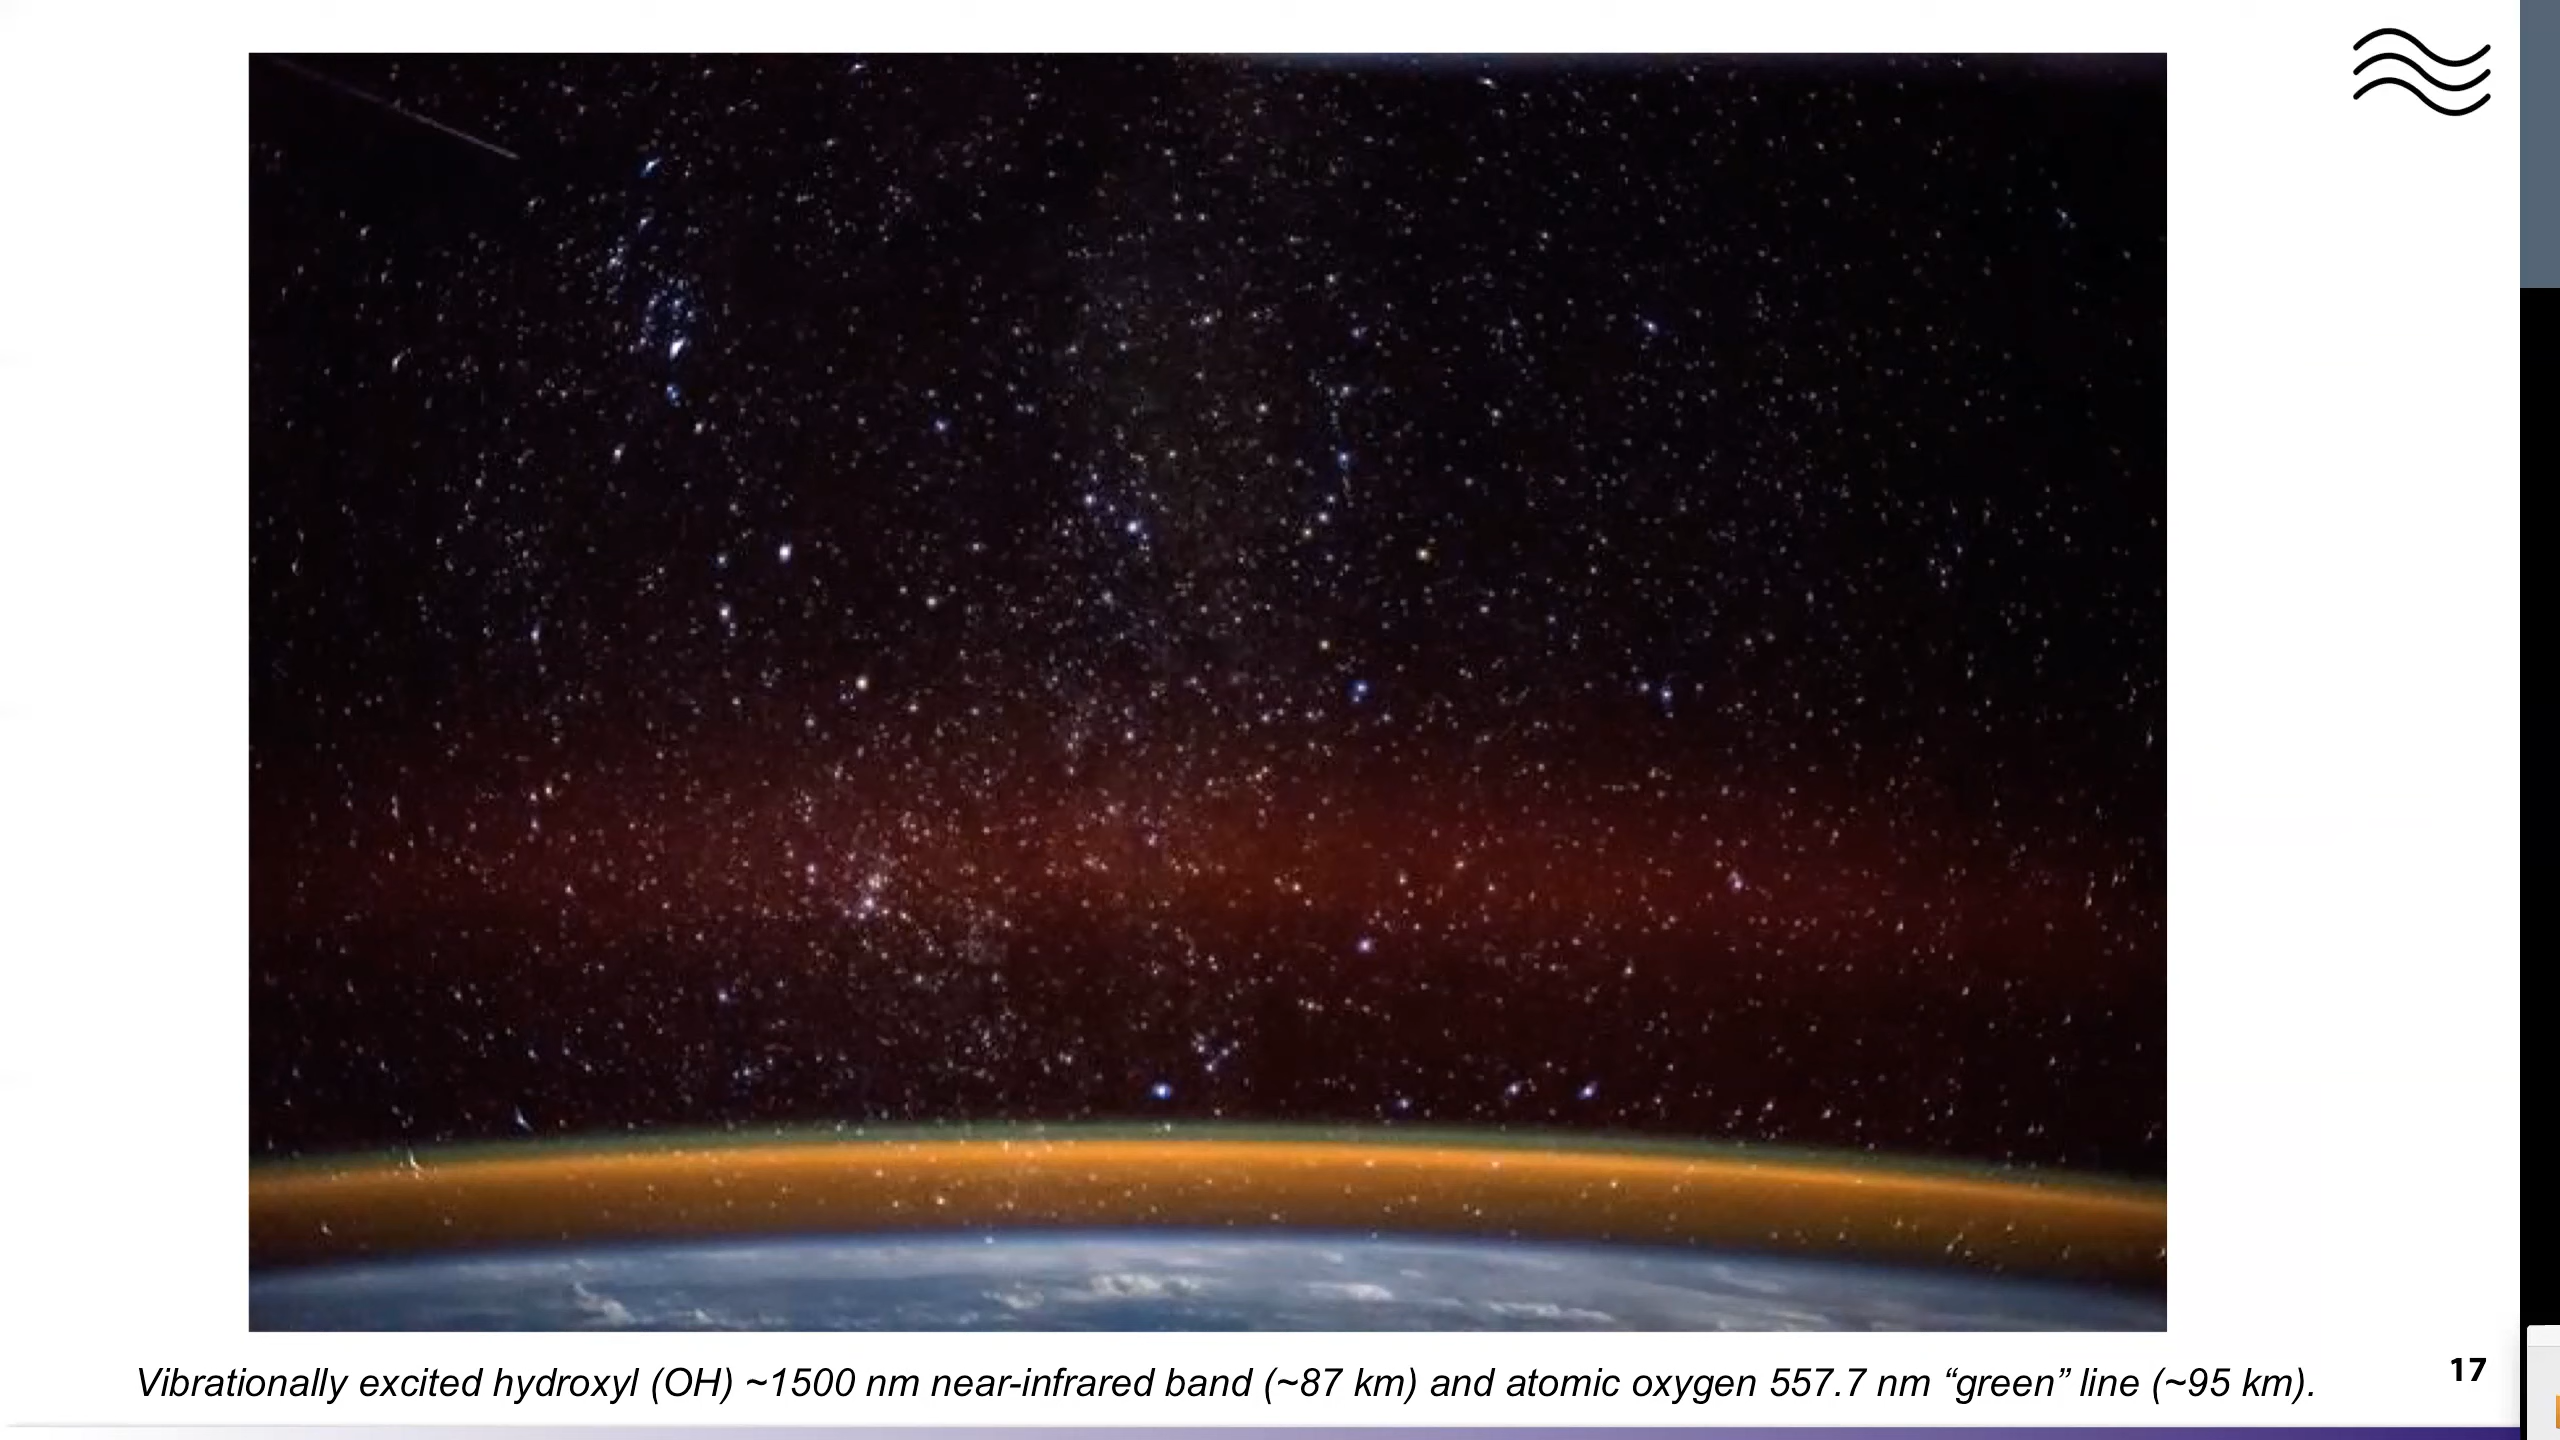 Vibrationally excited hydroxyl (OH) ~1500 nm near-infrared band (~87 km) and atomic oxygen 557.7 nm “green” line (~95 km).
17